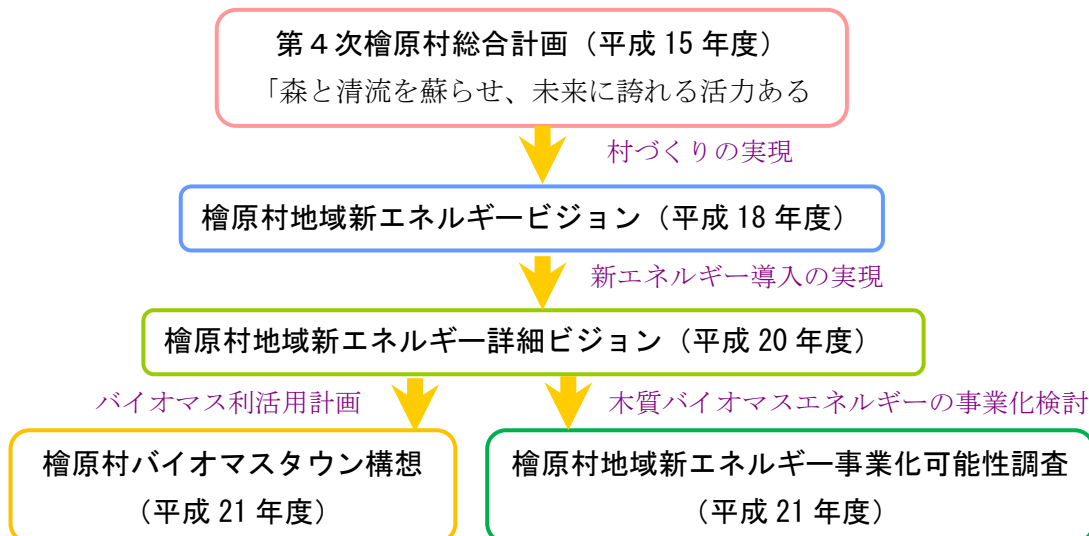 第４次檜原村総合計画（平成 15 年度）
「森と清流を蘇らせ、未来に誇れる活力ある
村づくりの実現
檜原村地域新エネルギービジョン（平成 18 年度）
新エネルギー導入の実現
檜原村地域新エネルギー詳細ビジョン（平成 20 年度）
バイオマス利活用計画
木質バイオマスエネルギーの事業化検討
檜原村バイオマスタウン構想
（平成 21 年度）
檜原村地域新エネルギー事業化可能性調査
（平成 21 年度）